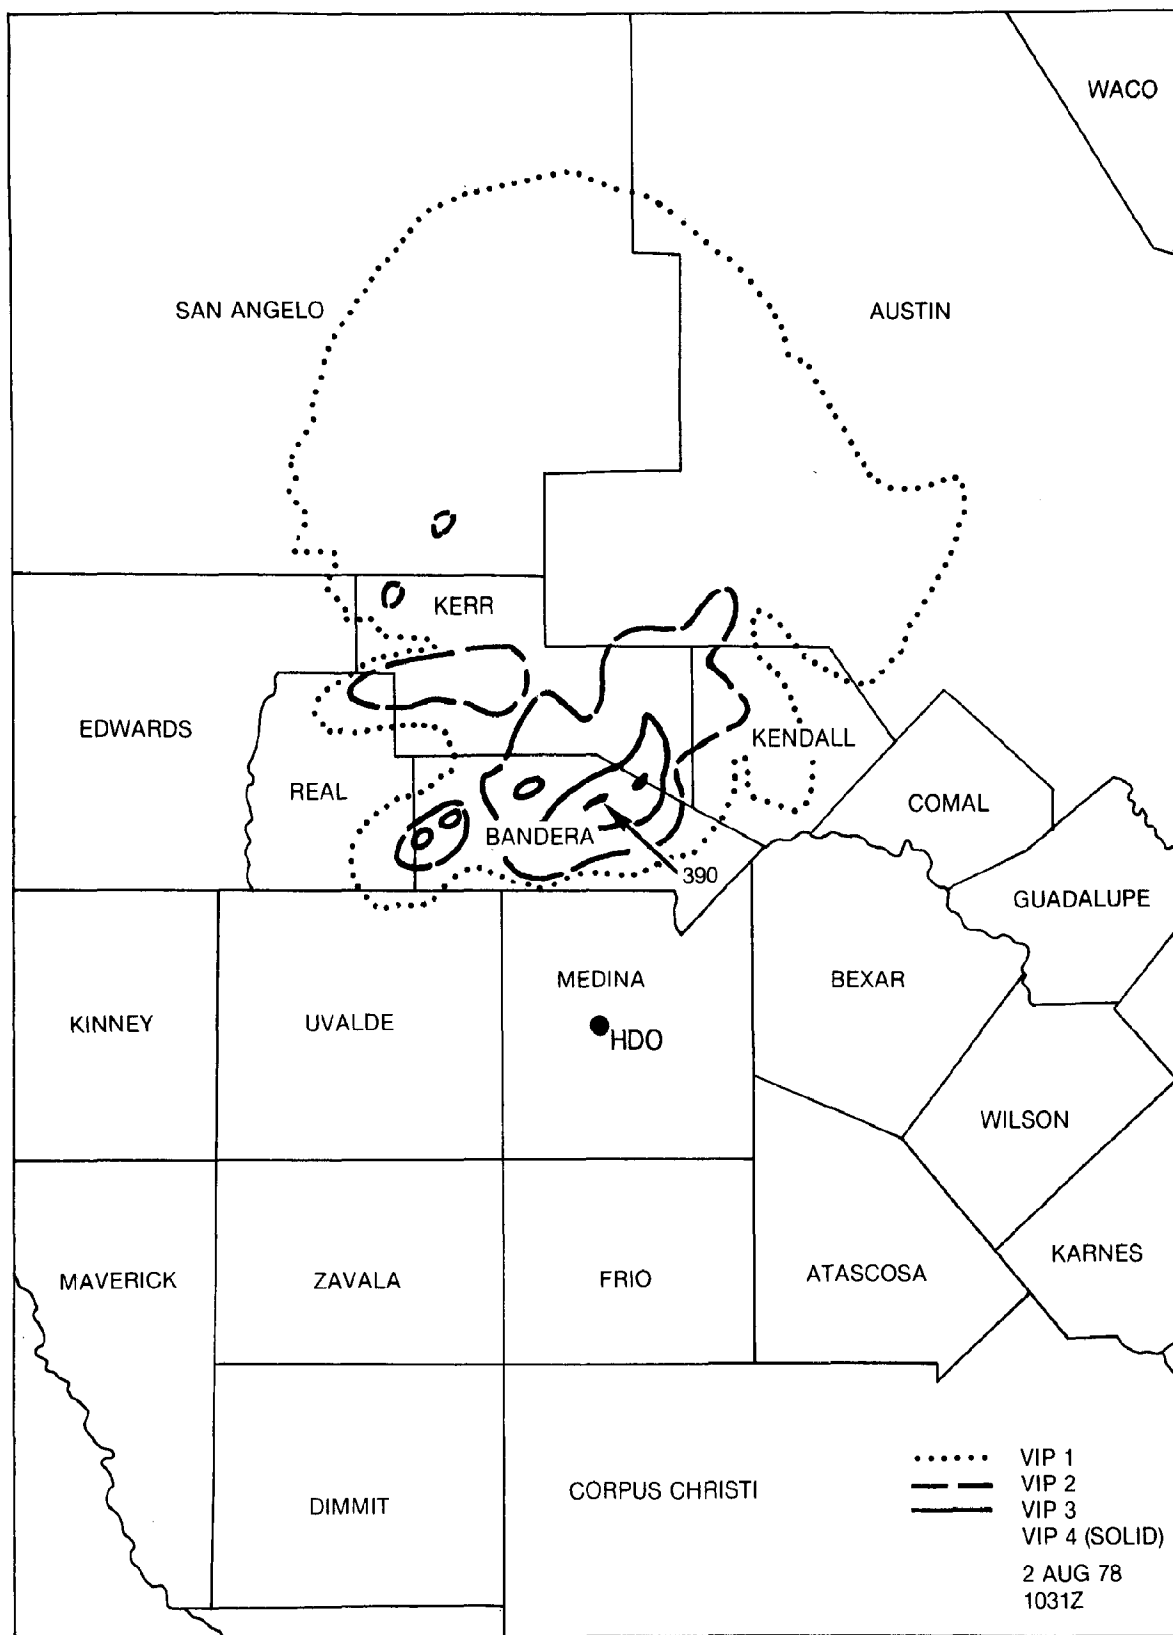 WACO
SAN ANGELO
AUSTIN
KERR
EDWARDS
KENDALL
REAL
COMAL
BANDERA
390
GUADALUPE
MEDINA
BEXAR
KINNEY
UVALDE
HDO
WILSON
KARNES
MAVERICK
ZAVALA
FRIO
ATASCOSA
VIP 1
VIP 2
VIP 3
VIP 4 (SOLID)
CORPUS CHRISTI
DIMMIT
2 AUG 78
1031Z